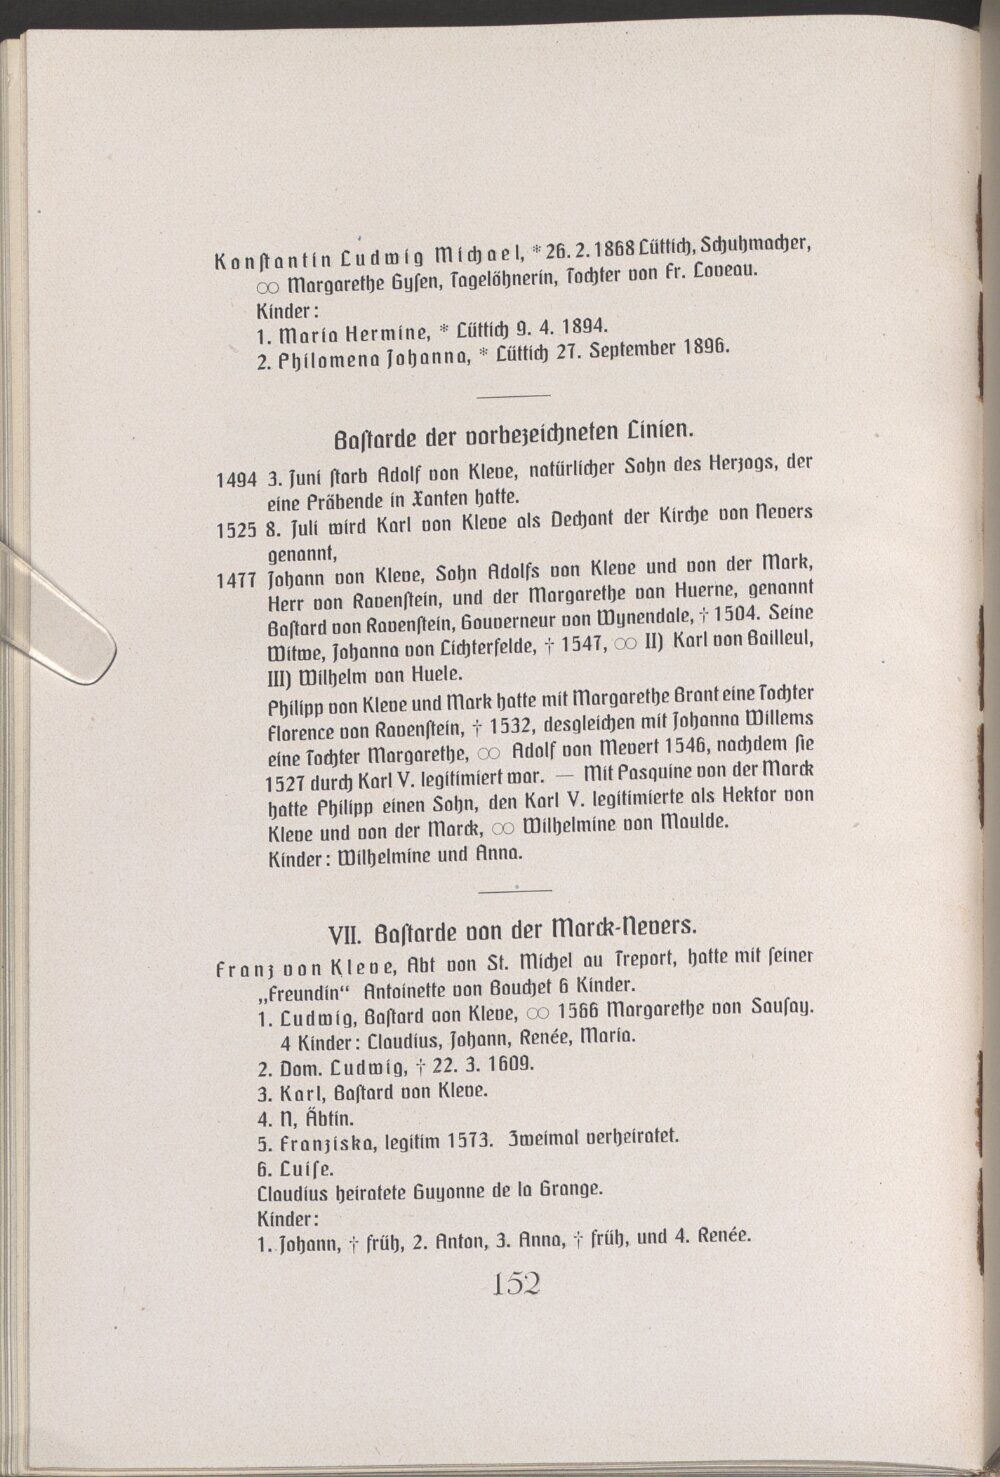 Konstantin Ludwig Michael, * 26. 2. 1868 Lüttich, Schuhmacher,
∞ Margarethe Gysen, Tagelöhnerin, Tochter von Fr. Loveau.
Kinder:
1. Maria Hermine, * Lüttich 9. 4. 1894.
2. Philomena Johanna, * Lüttich 27. September 1896.
Bastarde der vorbezeichneten Linien.
1494 3. Juni starb Adolf von Kleve, natürlicher Sohn des Herzogs, der
eine Präbende in Xanten hatte.
1525 8. Juli wird Karl von Kleve als Dechant der Kirche von Nevers
genannt,
1477 Johann von Kleve, Sohn Adolfs von Kleve und von der Mark,
Herr von Ravenstein, und der Margarethe van Huerne, genannt
Bastard von Ravenstein, Gouverneur von Wynendale, † 1504. Seine
Witwe, Johanna von Lichterfelde, † 1547, ∞ II) Karl von Bailleul,
III) Wilhelm van Huele.
Philipp von Kleve und Mark hatte mit Margarethe Brant eine Tochter
Florence von Ravenstein, † 1532, desgleichen mit Johanna Willems
eine Tochter Margarethe, ∞ Adolf von Mevert 1546, nachdem sie
1527 durch Karl V. legitimiert war. — Mit Pasquine von der Marck
hatte Philipp einen Sohn, den Karl V. legitimierte als Hektor von
Kleve und von der Marck, ∞ Wilhelmine von Maulde.
Kinder: Wilhelmine und Anna.
VII. Bastarde von der Marck-Nevers.
Franz von Kleve, Abt von St. Michel au Treport, hatte mit seiner
„Freundin“ Antoinette von Bouchet 6 Kinder.
1. Ludwig, Bastard von Kleve, ∞ 1566 Margarethe von Sausay.
4 Kinder: Claudius, Johann, Renée, Maria.
2. Dom. Ludwig, † 22. 3. 1609.
3. Karl, Bastard von Kleve.
4. N, Äbtin.
5. Franziska, legitim 1573. Zweimal verheiratet.
6. Luise.
Claudius heiratete Guyonne de la Grange.
Kinder:
1. Johann, † früh, 2. Anton, 3. Anna, † früh, und 4. Renée.
152